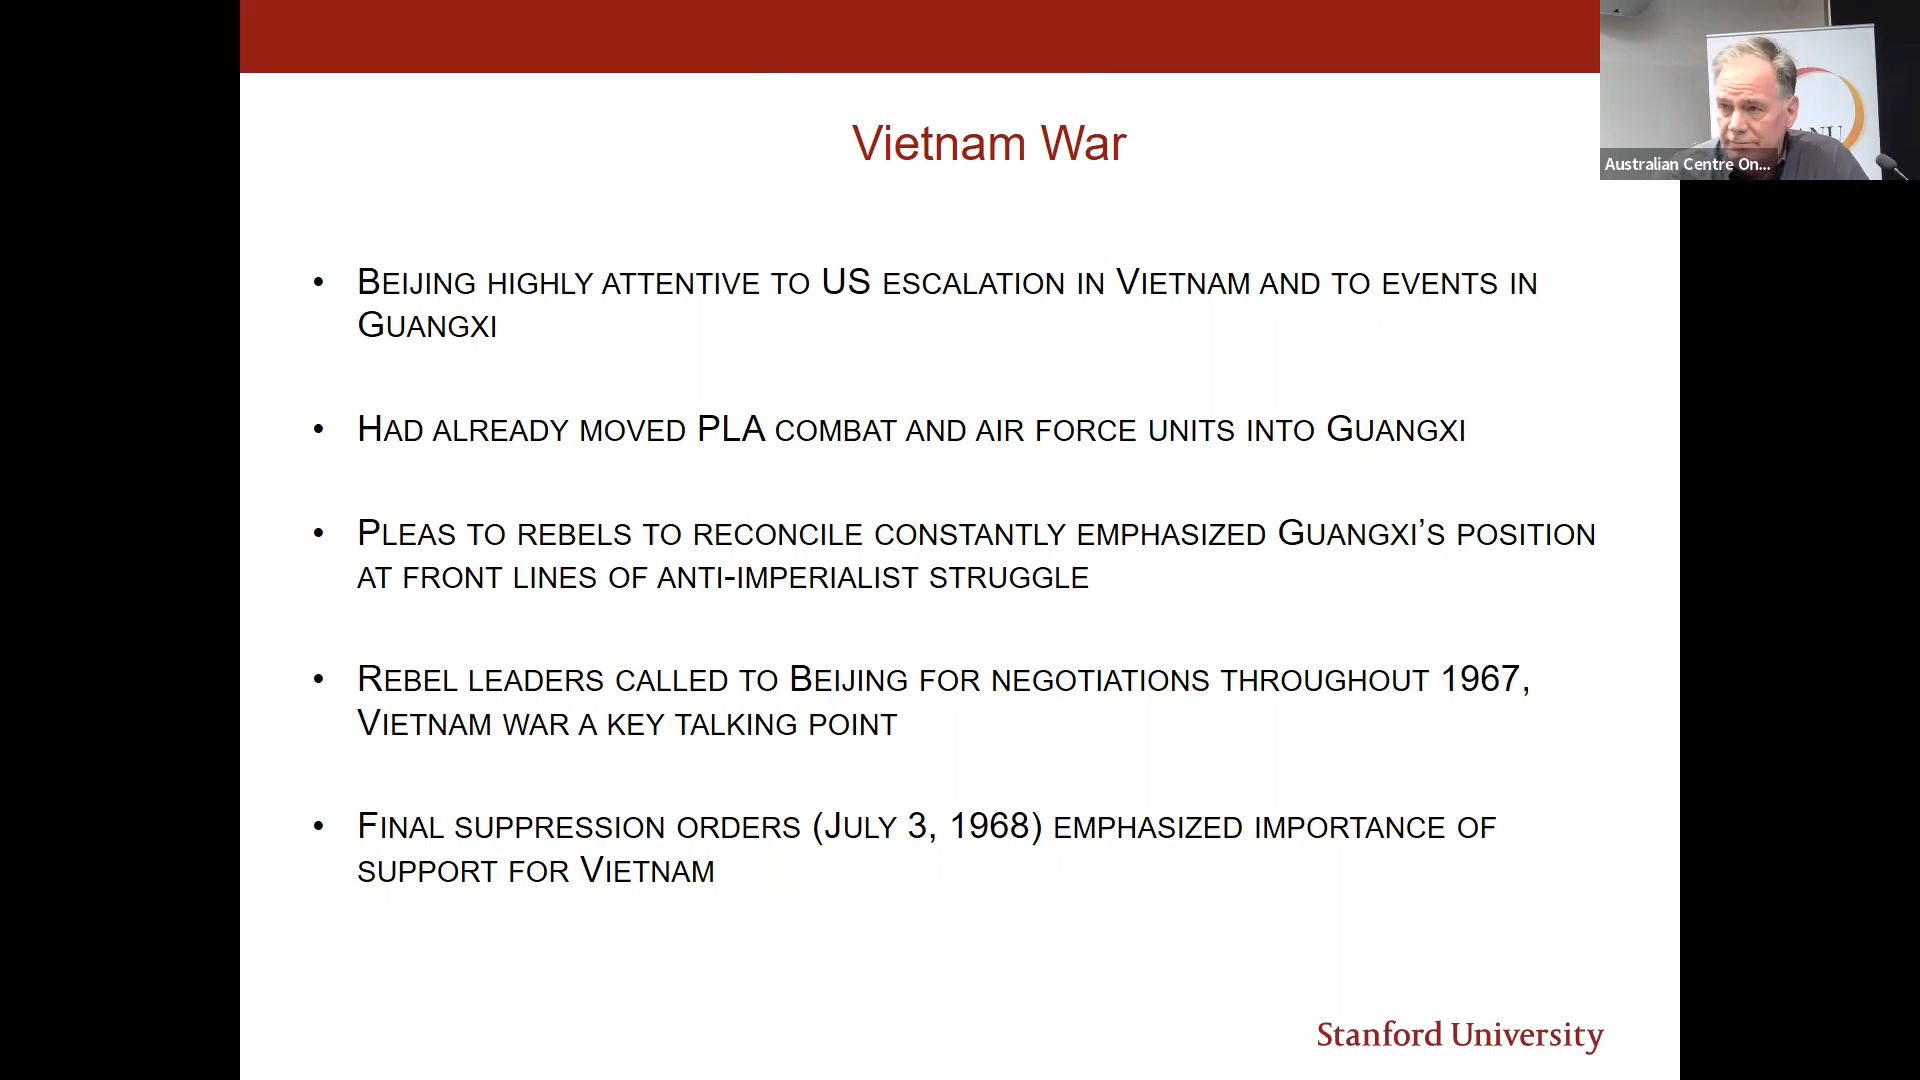 Vietnam War
• Beijing highly attentive to US escalation in Vietnam and to events in
Guangxi
• Had already moved PLA combat and air force units into Guangxi
• Pleas to rebels to reconcile constantly emphasized Guangxi’s position
at front lines of anti-imperialist struggle
• Rebel leaders called to Beijing for negotiations throughout 1967,
Vietnam war a key talking point
• Final suppression orders (July 3, 1968) emphasized importance of
support for Vietnam
Stanford University
Australian Centre On...